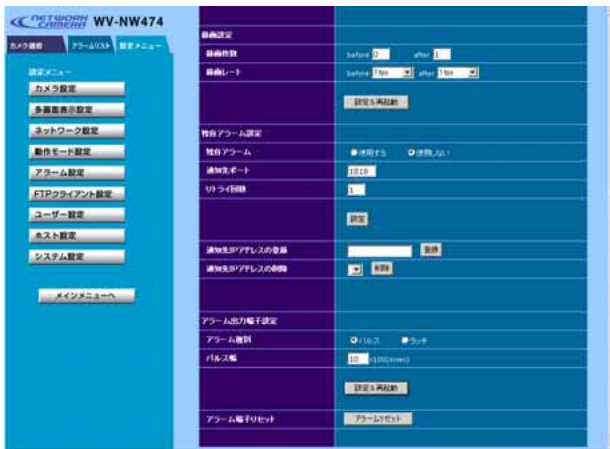 NETWORK CAMERA WV-NW474
カメラ画面 アラームリスト 設定メニュー
設定メニュー
カメラ設定
多画面表示設定
ネットワーク設定
動作モード設定
アラーム設定
FTPクライアント設定
ユーザー設定
ホスト設定
システム設定
メインメニューへ
録画設定
録画枚数 before 0 after 1
録画レート before 1fps after 1fps
設定&再起動
独自アラーム設定
独自アラーム 使用する 使用しない
通知先ポート 1818
リトライ回数 1
設定
通知先IPアドレスの登録 登録
通知先IPアドレスの削除 削除
アラーム出力端子設定
アラーム種別 パルス ラッチ
パルス幅 10 ×100(msec)
設定&再起動
アラーム端子リセット アラームリセット